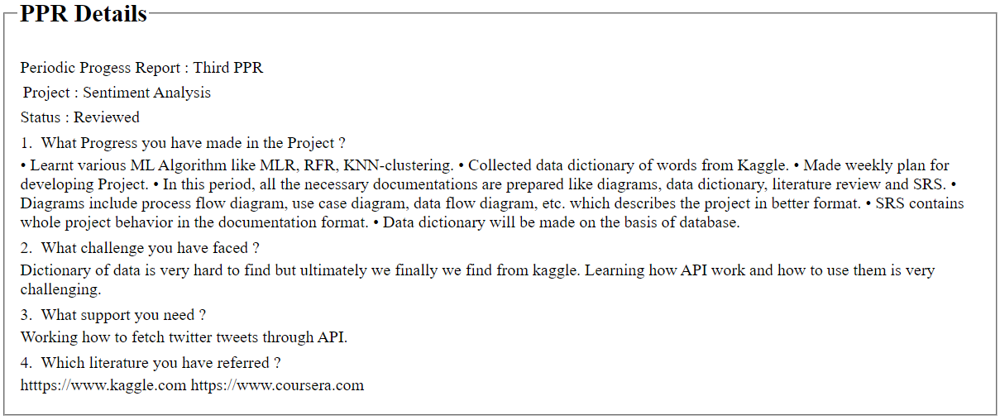 PPR Details
Periodic Progess Report : Third PPR
Project : Sentiment Analysis
Status : Reviewed
1. What Progress you have made in the Project ?
• Learnt various ML Algorithm like MLR, RFR, KNN-clustering. • Collected data dictionary of words from Kaggle. • Made weekly plan for
developing Project. • In this period, all the necessary documentations are prepared like diagrams, data dictionary, literature review and SRS. •
Diagrams include process flow diagram, use case diagram, data flow diagram, etc. which describes the project in better format. • SRS contains
whole project behavior in the documentation format. • Data dictionary will be made on the basis of database.
2. What challenge you have faced ?
Dictionary of data is very hard to find but ultimately we finally we find from kaggle. Learning how API work and how to use them is very
challenging.
3. What support you need ?
Working how to fetch twitter tweets through API.
4. Which literature you have referred ?
htttps://www.kaggle.com https://www.coursera.com